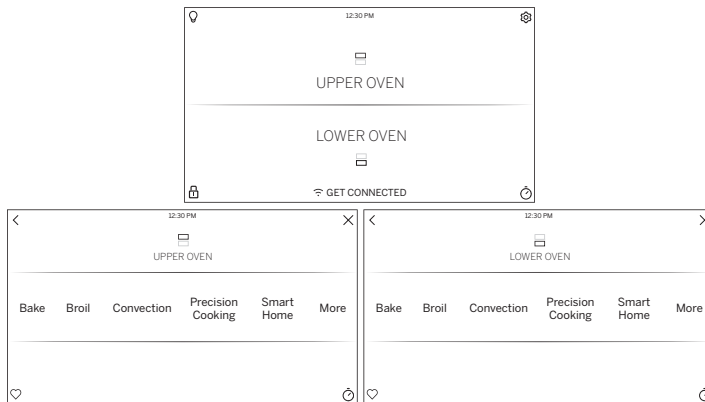 12:30 PM
UPPER OVEN
LOWER OVEN
GET CONNECTED
12:30 PM
UPPER OVEN
Bake Broil Convection Precision Cooking Smart Home More
12:30 PM
LOWER OVEN
Bake Broil Convection Precision Cooking Smart Home More